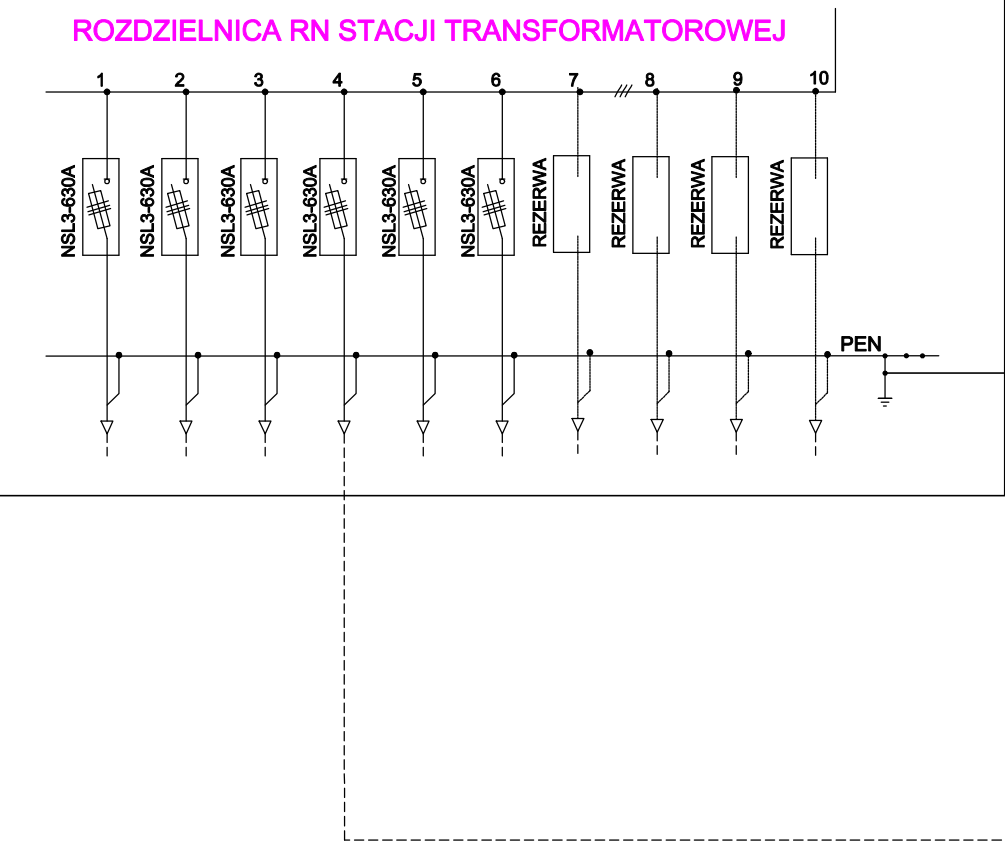 ROZDZIELNICA RN STACJI TRANSFORMATOROWEJ
1 2 3 4 5 6 7 8 9 10
NSL3-630A
NSL3-630A
NSL3-630A
NSL3-630A
NSL3-630A
NSL3-630A
REZERWA
REZERWA
REZERWA
REZERWA
PEN